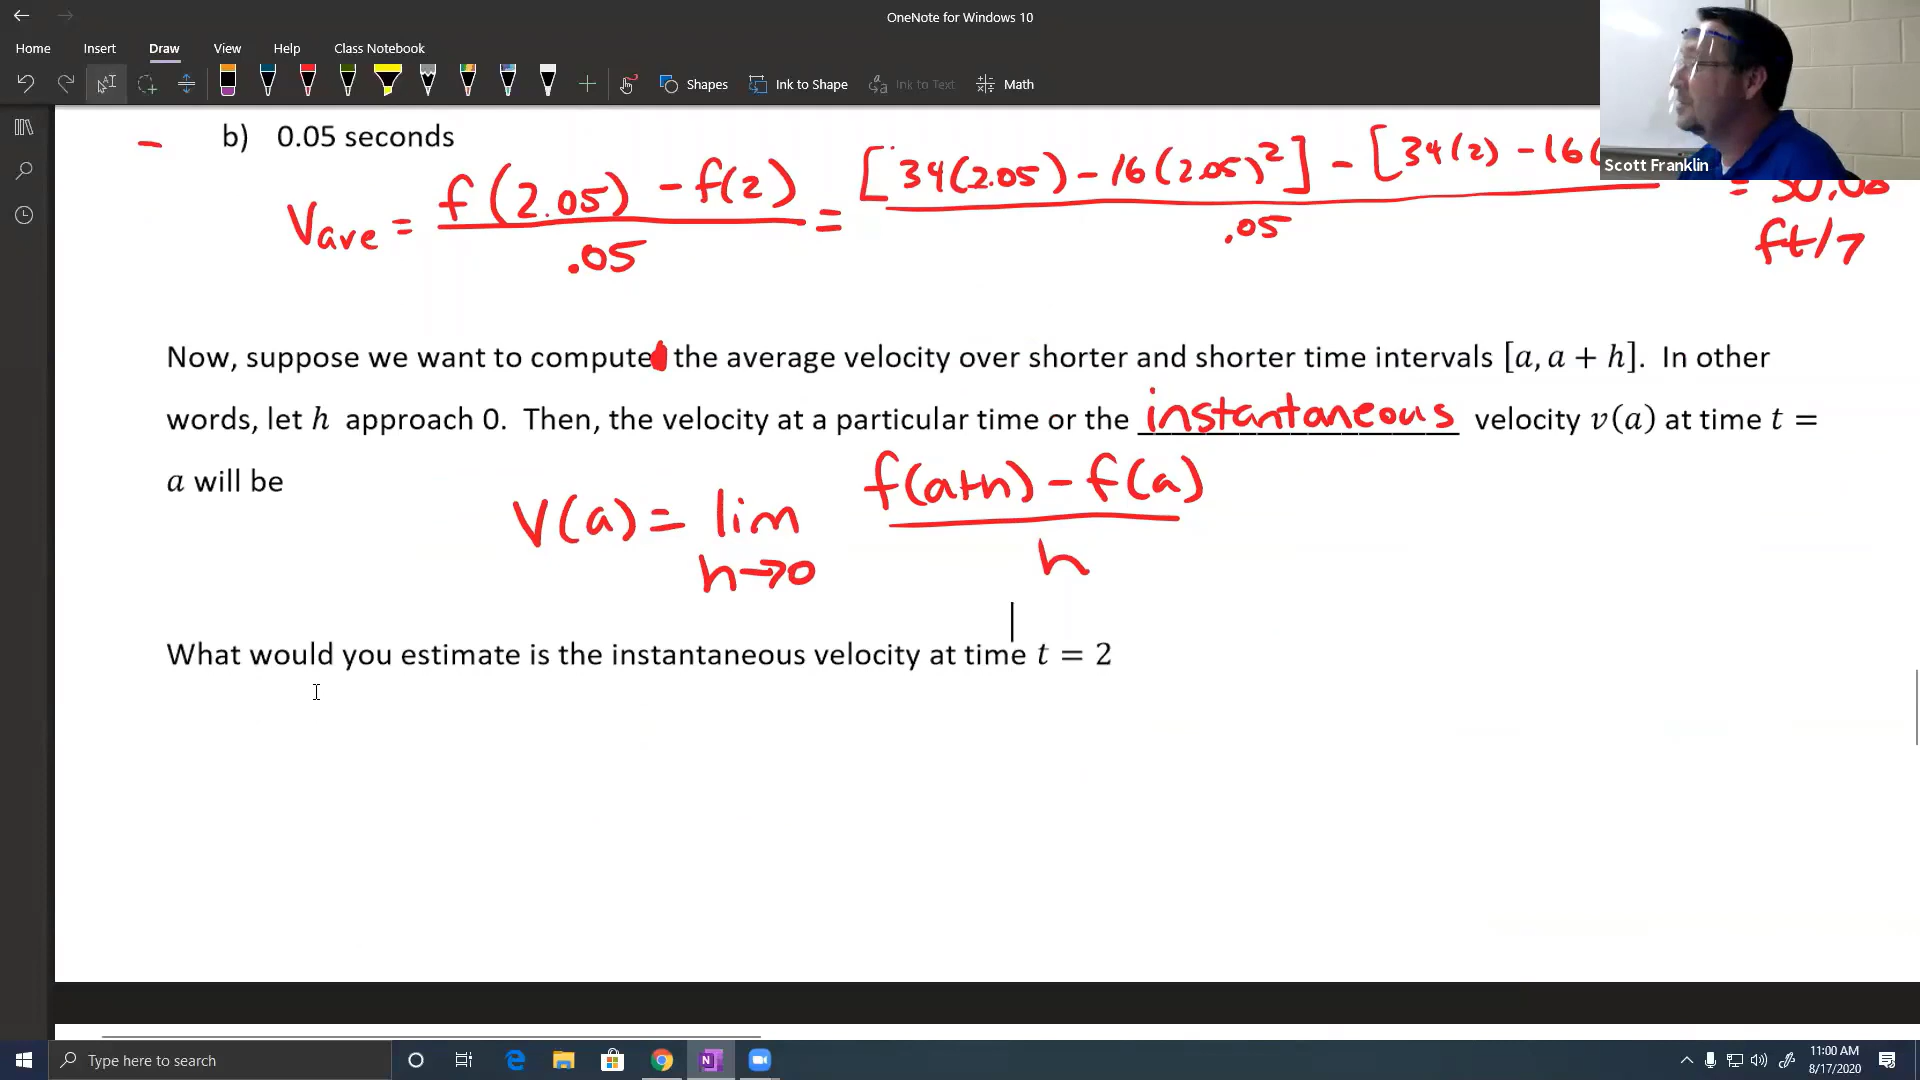 OneNote for Windows 10
Home Insert Draw View Help Class Notebook
Shapes Ink to Shape Ink to Text Math
b) 0.05 seconds
Vave = f(2.05) - f(2) / .05 = [34(2.05) - 16(2.05)²] - [34(2) - 16( / .05 =
ft/
Scott Franklin
Now, suppose we want to compute the average velocity over shorter and shorter time intervals [a, a + h]. In other
words, let h approach 0. Then, the velocity at a particular time or the instantaneous velocity v(a) at time t =
a will be
V(a) = lim h→0 f(a+h) - f(a) / h
What would you estimate is the instantaneous velocity at time t = 2
Type here to search
11:00 AM
8/17/2020